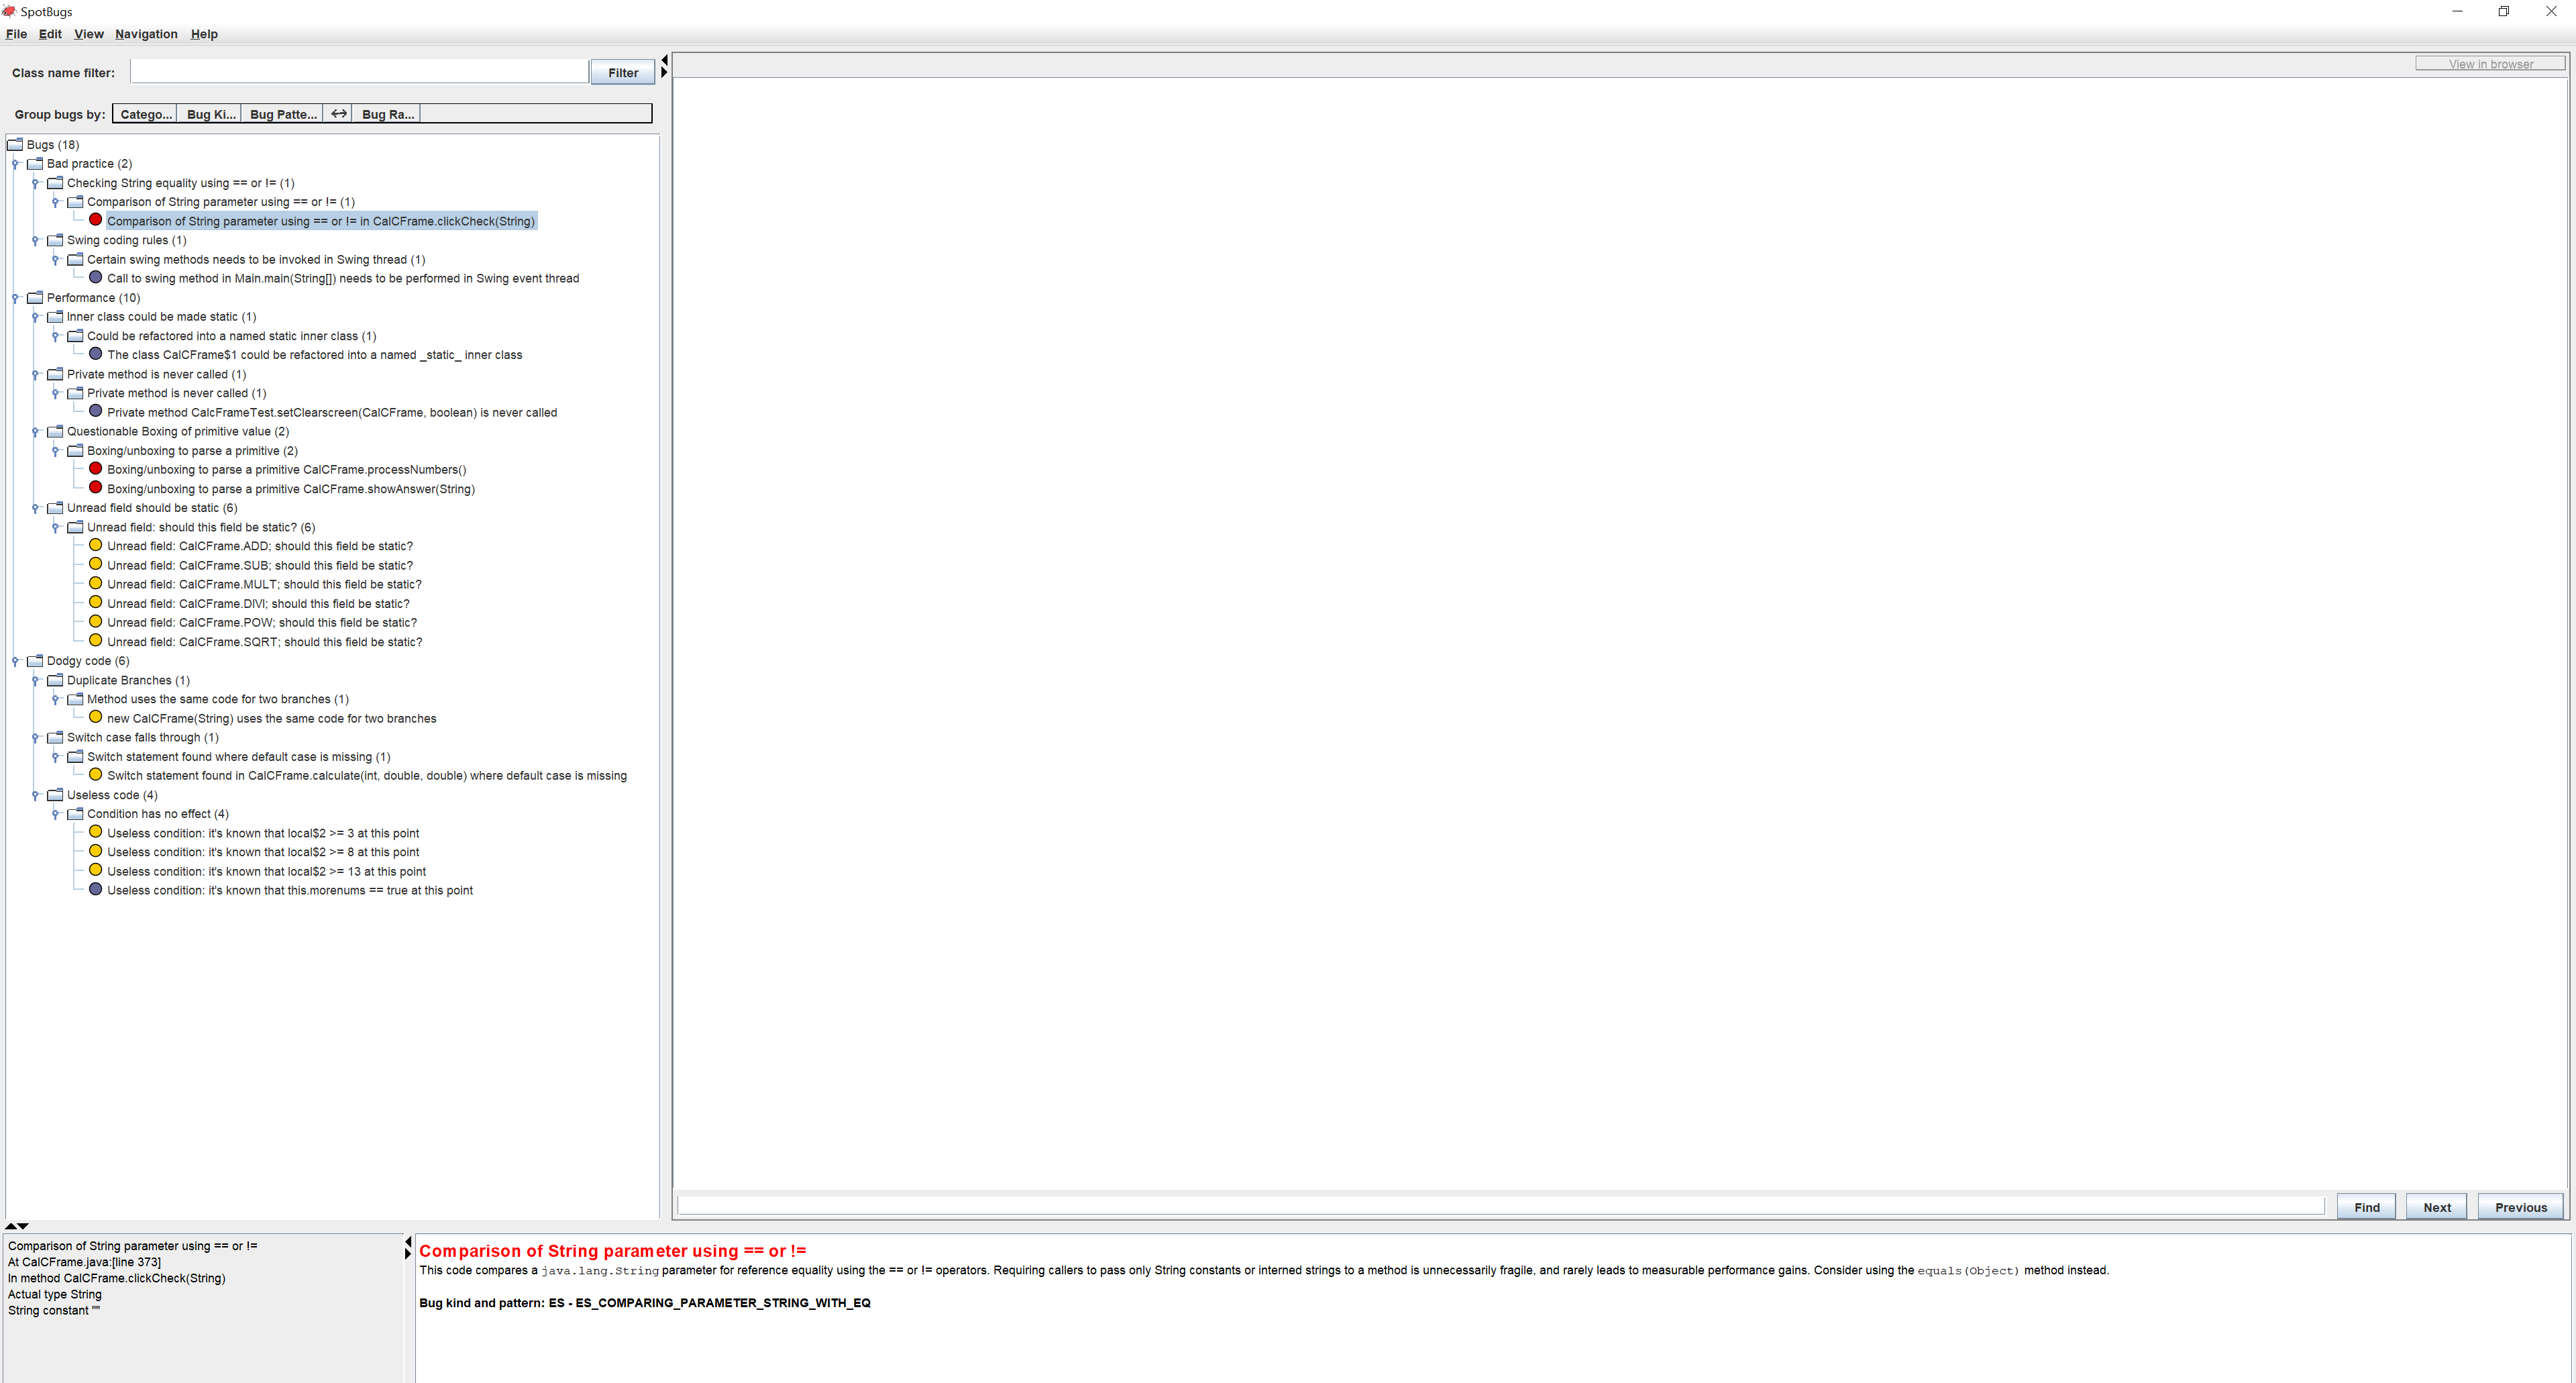 SpotBugs
File Edit View Navigation Help
Class name filter: Filter
View in browser
Group bugs by: Catego... Bug Ki... Bug Patte... ↔ Bug Ra...
Bugs (18)
Bad practice (2)
Checking String equality using == or != (1)
Comparison of String parameter using == or != (1)
Comparison of String parameter using == or != in CalCFrame.clickCheck(String)
Swing coding rules (1)
Certain swing methods needs to be invoked in Swing thread (1)
Call to swing method in Main.main(String[]) needs to be performed in Swing event thread
Performance (10)
Inner class could be made static (1)
Could be refactored into a named static inner class (1)
The class CalCFrame$1 could be refactored into a named _static_ inner class
Private method is never called (1)
Private method is never called (1)
Private method CalcFrameTest.setClearscreen(CalCFrame, boolean) is never called
Questionable Boxing of primitive value (2)
Boxing/unboxing to parse a primitive (2)
Boxing/unboxing to parse a primitive CalCFrame.processNumbers()
Boxing/unboxing to parse a primitive CalCFrame.showAnswer(String)
Unread field should be static (6)
Unread field: should this field be static? (6)
Unread field: CalCFrame.ADD; should this field be static?
Unread field: CalCFrame.SUB; should this field be static?
Unread field: CalCFrame.MULT; should this field be static?
Unread field: CalCFrame.DIVI; should this field be static?
Unread field: CalCFrame.POW; should this field be static?
Unread field: CalCFrame.SQRT; should this field be static?
Dodgy code (6)
Duplicate Branches (1)
Method uses the same code for two branches (1)
new CalCFrame(String) uses the same code for two branches
Switch case falls through (1)
Switch statement found where default case is missing (1)
Switch statement found in CalCFrame.calculate(int, double, double) where default case is missing
Useless code (4)
Condition has no effect (4)
Useless condition: it's known that local$2 >= 3 at this point
Useless condition: it's known that local$2 >= 8 at this point
Useless condition: it's known that local$2 >= 13 at this point
Useless condition: it's known that this.morenums == true at this point
Find Next Previous
Comparison of String parameter using == or !=
At CalCFrame.java:[line 373]
In method CalCFrame.clickCheck(String)
Actual type String
String constant ""
Comparison of String parameter using == or !=
This code compares a java.lang.String parameter for reference equality using the == or != operators. Requiring callers to pass only String constants or interned strings to a method is unnecessarily fragile, and rarely leads to measurable performance gains. Consider using the equals(Object) method instead.
Bug kind and pattern: ES - ES_COMPARING_PARAMETER_STRING_WITH_EQ